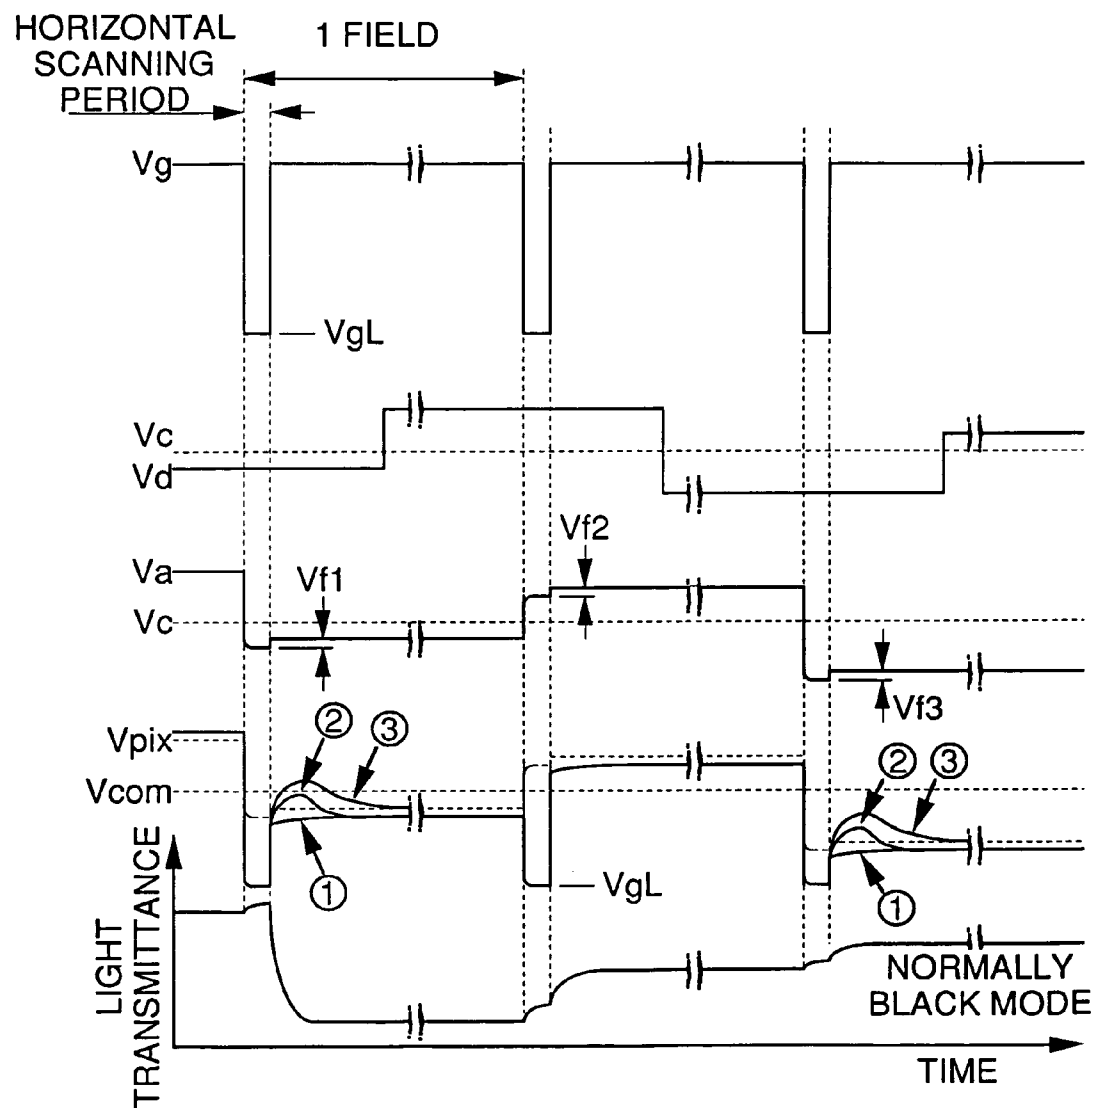 HORIZONTAL
SCANNING
PERIOD
1 FIELD
Vg
VgL
Vc
Vd
Vf2
Va
Vf1
Vc
Vf3
Vpix
②
③
②
③
Vcom
①
VgL
①
LIGHT
TRANSMITTANCE
NORMALLY
BLACK MODE
TIME